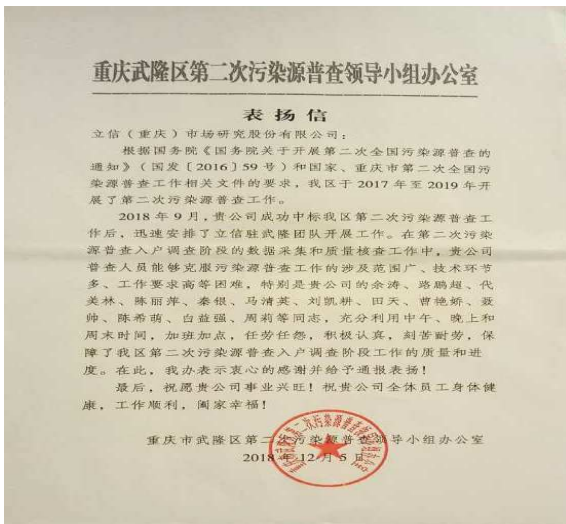 重庆武隆区第二次污染源普查领导小组办公室
表扬信
立信（重庆）市场研究股份有限公司：
根据国务院《国务院关于开展第二次全国污染源普查的
通知》（国发〔2016〕59号）和国家、重庆市第二次全国污
染源普查工作相关文件的要求，我区于2017年至2019年开
展了第二次污染源普查工作。
2018年9月，贵公司成功中标我区第二次污染源普查工
作后，迅速安排了立信驻武隆团队开展工作。在第二次污染
源普查入户调查阶段的数据采集和质量核查工作中，贵公司
普查人员能够克服污染源普查工作的涉及范围广、技术环节
多、工作要求高等困难，特别是贵公司的余涛、路鹏超、代
美林、陈丽萍、秦银、马清英、刘凯耕、田天、曹艳娇、聂
帅、陈希萌、白益强、周莉等同志，充分利用中午、晚上和
周末时间，加班加点，任劳任怨，积极认真，刻苦耐劳，保
障了我区第二次污染源普查入户调查阶段工作的质量和进
度。在此，我办表示衷心的感谢并给予通报表扬！
最后，祝愿贵公司事业兴旺！祝贵公司全体员工身体健
康，工作顺利，阖家幸福！
重庆市武隆区第二次污染源普查领导小组办公室
2018年12月5日